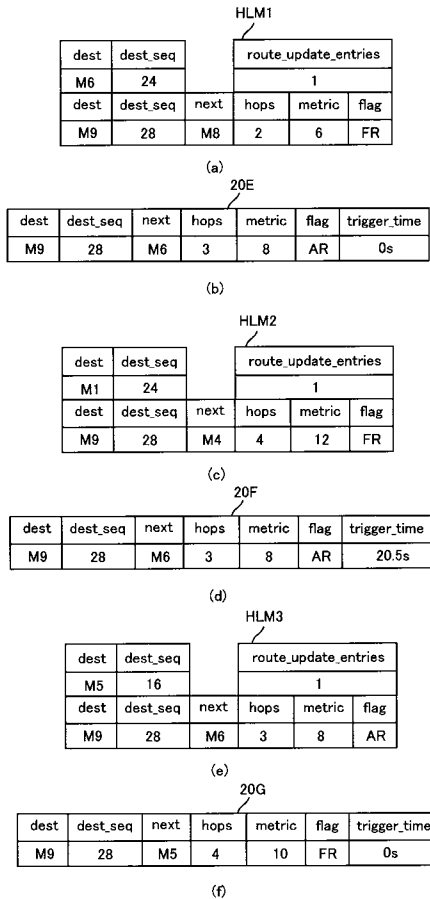 HLM1
dest dest_seq route_update_entries
M6 24 1
dest dest_seq next hops metric flag
M9 28 M8 2 6 FR
(a)
20E
dest dest_seq next hops metric flag trigger_time
M9 28 M6 3 8 AR 0s
(b)
HLM2
dest dest_seq route_update_entries
M1 24 1
dest dest_seq next hops metric flag
M9 28 M4 4 12 FR
(c)
20F
dest dest_seq next hops metric flag trigger_time
M9 28 M6 3 8 AR 20.5s
(d)
HLM3
dest dest_seq route_update_entries
M5 16 1
dest dest_seq next hops metric flag
M9 28 M6 3 8 AR
(e)
20G
dest dest_seq next hops metric flag trigger_time
M9 28 M5 4 10 FR 0s
(f)